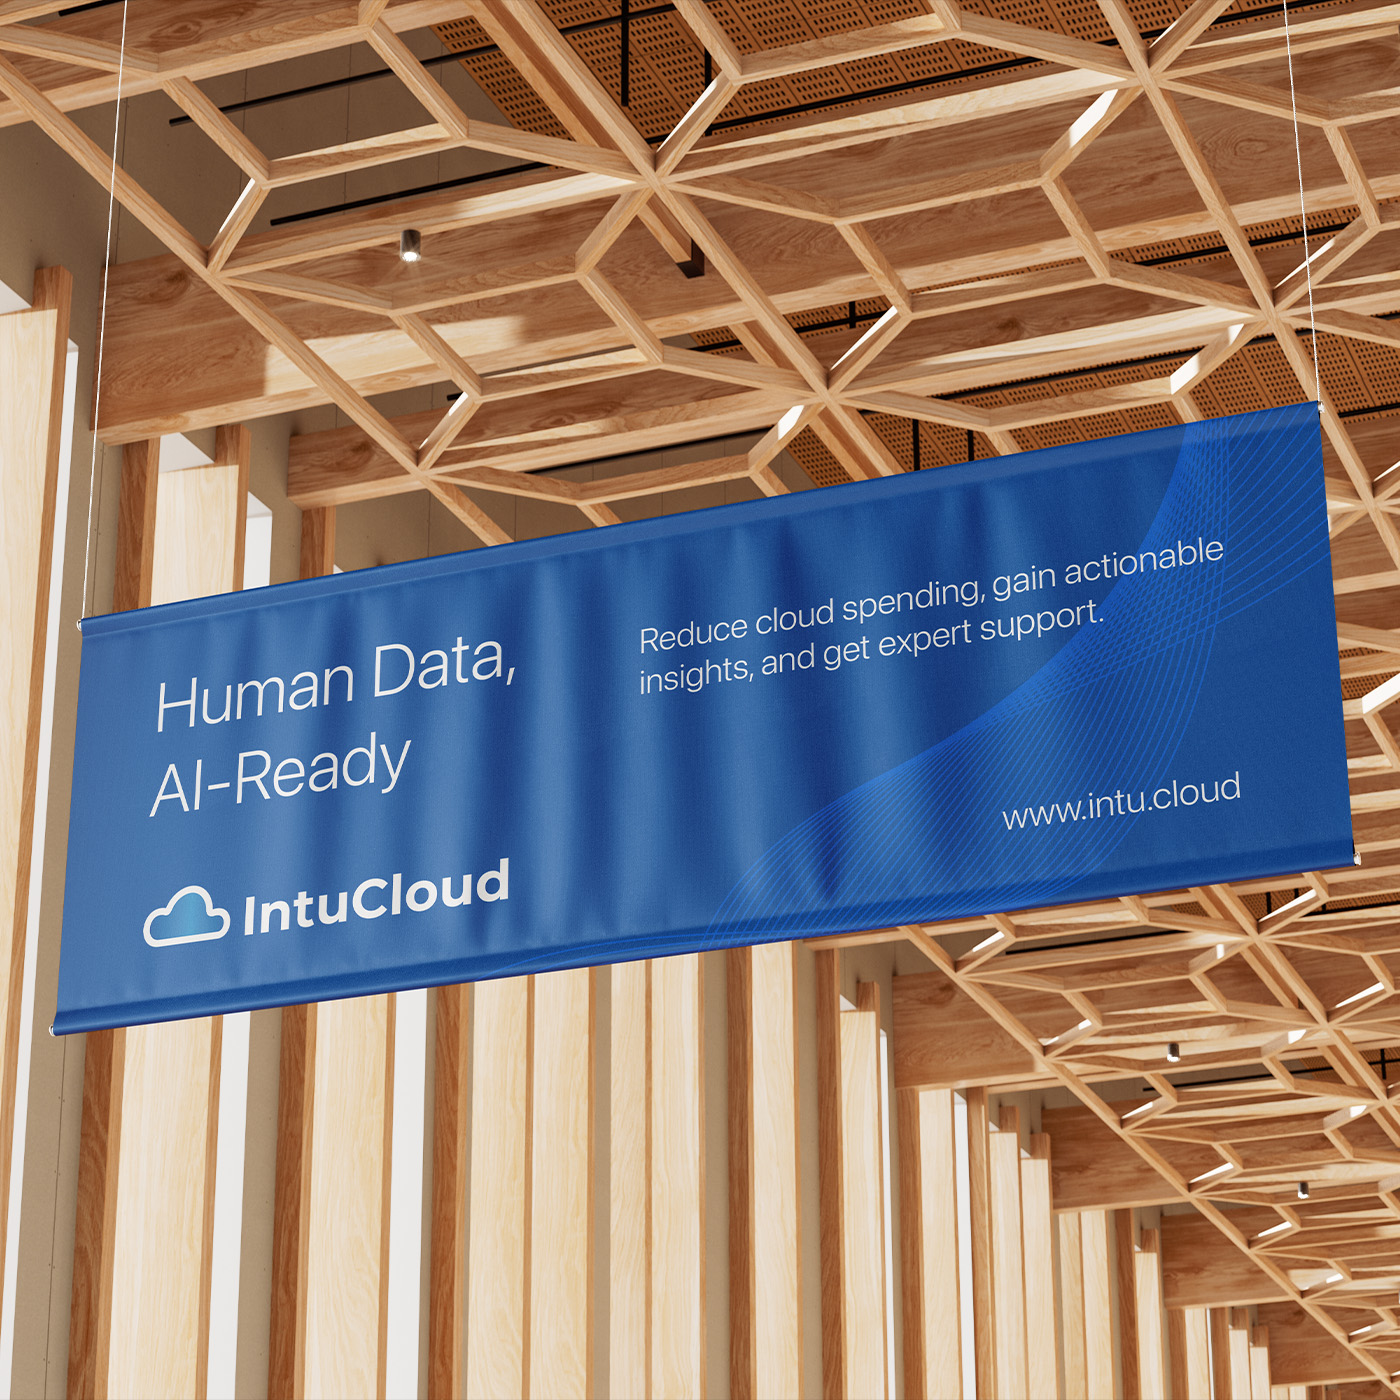 Human Data,
AI-Ready
IntuCloud
Reduce cloud spending, gain actionable
insights, and get expert support.
www.intu.cloud